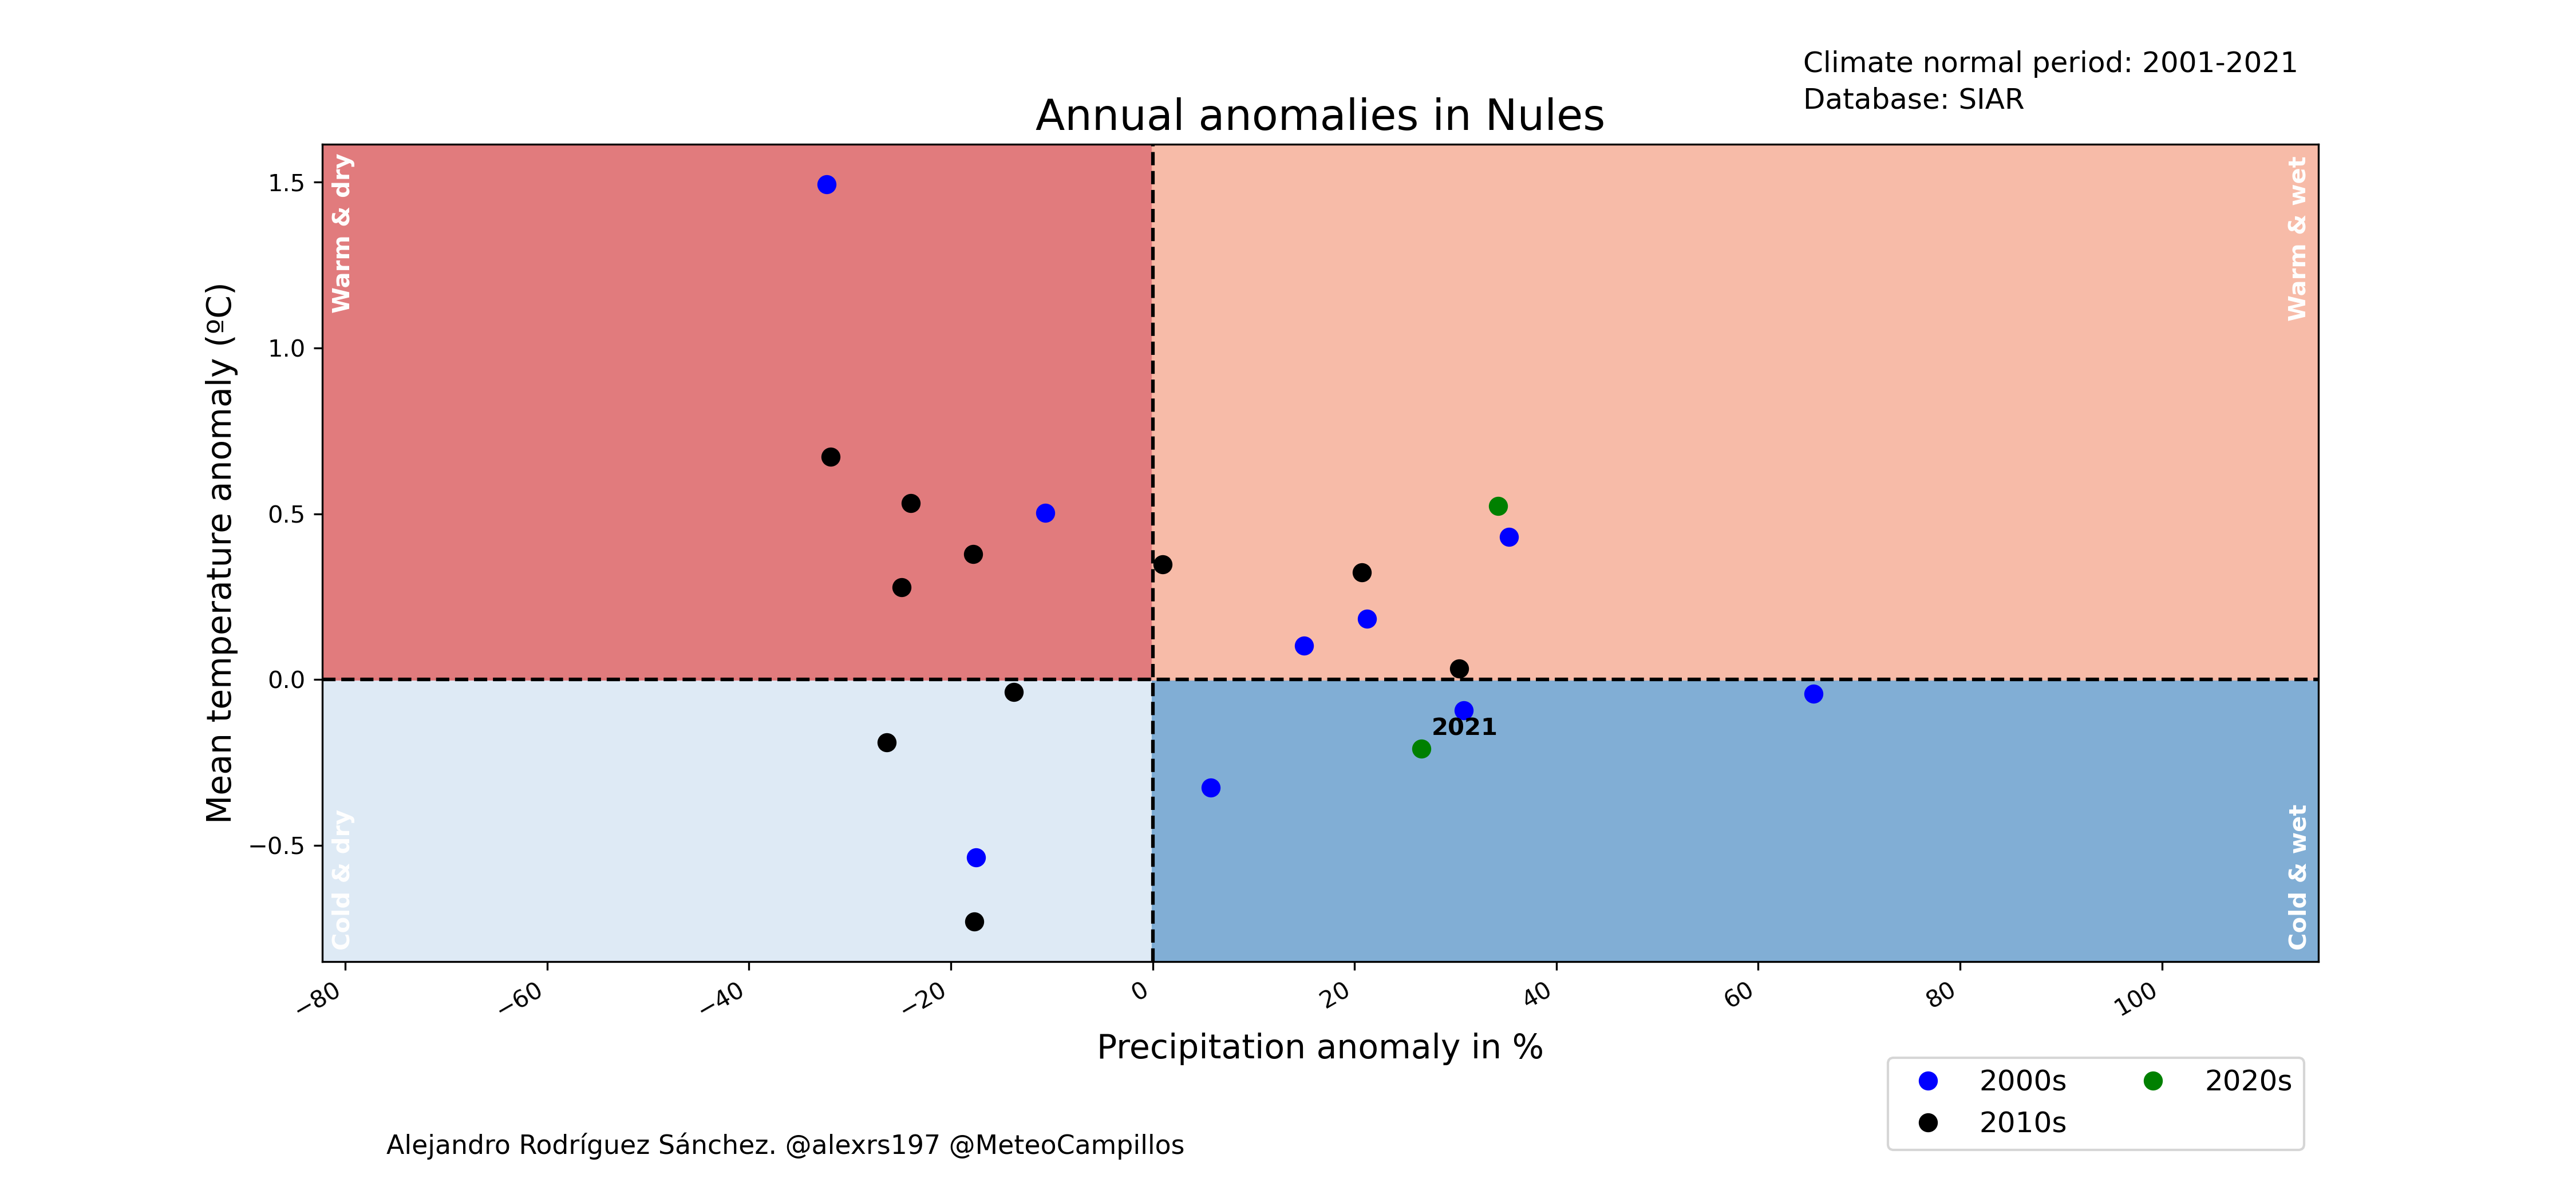 Climate normal period: 2001-2021
Database: SIAR
Annual anomalies in Nules
Warm & dry
Warm & wet
1.5
1.0
0.5
0.0
−0.5
Mean temperature anomaly (ºC)
2021
Cold & dry
Cold & wet
−80
−60
−40
−20
0
20
40
60
80
100
Precipitation anomaly in %
2000s
2020s
2010s
Alejandro Rodríguez Sánchez. @alexrs197 @MeteoCampillos